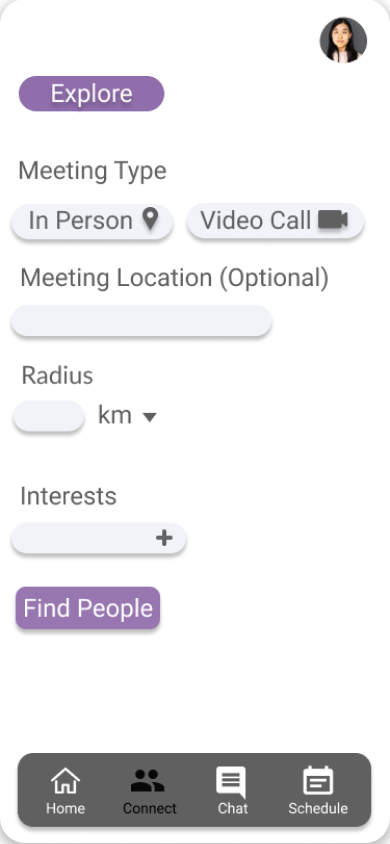 Explore
Meeting Type
In Person Video Call
Meeting Location (Optional)
Radius
km
Interests
+
Find People
Home Connect Chat Schedule